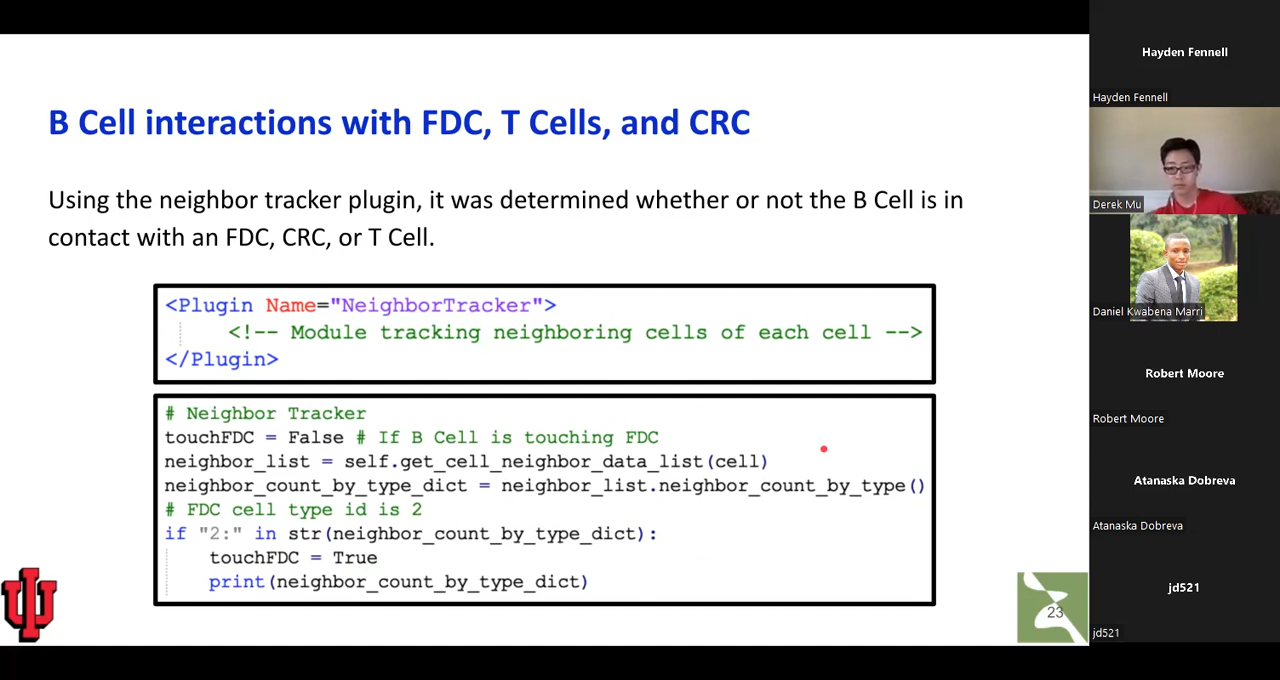 B Cell interactions with FDC, T Cells, and CRC
Using the neighbor tracker plugin, it was determined whether or not the B Cell is in
contact with an FDC, CRC, or T Cell.
<Plugin Name="NeighborTracker">
<!-- Module tracking neighboring cells of each cell -->
</Plugin>
# Neighbor Tracker
touchFDC = False # If B Cell is touching FDC
neighbor_list = self.get_cell_neighbor_data_list(cell)
neighbor_count_by_type_dict = neighbor_list.neighbor_count_by_type()
# FDC cell type id is 2
if "2:" in str(neighbor_count_by_type_dict):
touchFDC = True
print(neighbor_count_by_type_dict)
23
Hayden Fennell
Hayden Fennell
Derek Mu
Daniel Kwabena Marri
Robert Moore
Robert Moore
Atanaska Dobreva
Atanaska Dobreva
jd521
jd521